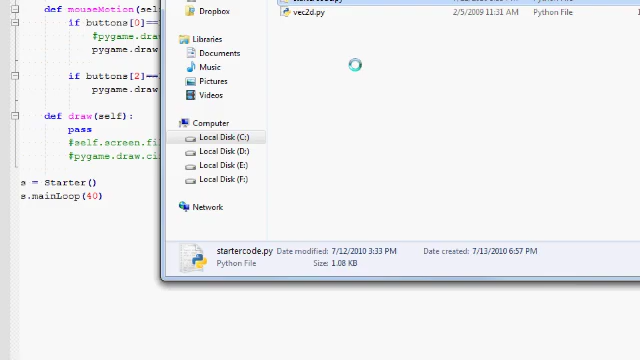 def mouseMotion(sel
if buttons[0]==
#pygame.draw
pygame.draw.
if buttons[2]==
pygame.draw.
def draw(self):
pass
#self.screen.fil
#pygame.draw.ci
s = Starter()
s.mainLoop(40)
startercode.py
vec2d.py 2/5/2009 11:31 AM Python File
Dropbox
Libraries
Documents
Music
Pictures
Videos
Computer
Local Disk (C:)
Local Disk (D:)
Local Disk (E:)
Local Disk (F:)
Network
startercode.py Date modified: 7/12/2010 3:33 PM Date created: 7/13/2010 6:57 PM
Python File Size: 1.08 KB